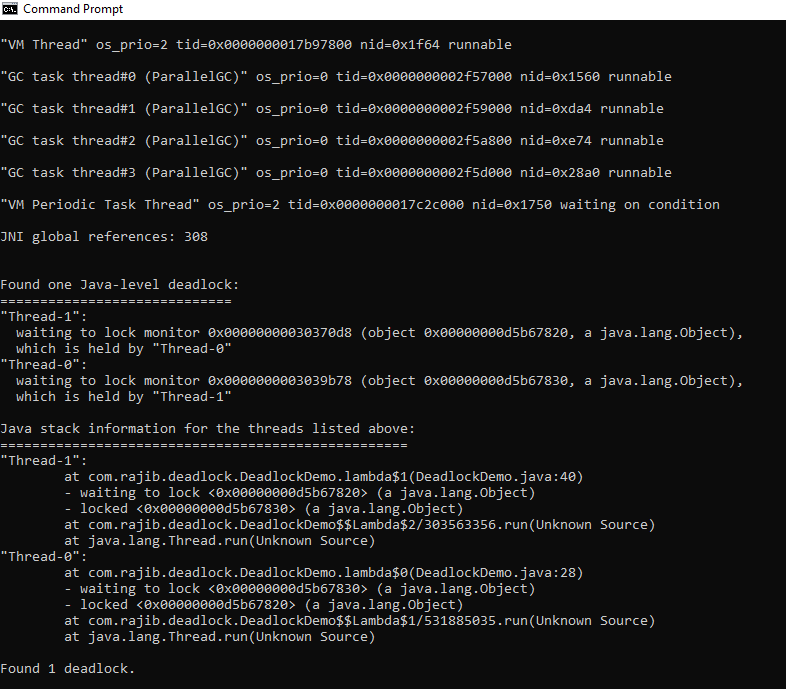 Command Prompt
"VM Thread" os_prio=2 tid=0x0000000017b97800 nid=0x1f64 runnable
"GC task thread#0 (ParallelGC)" os_prio=0 tid=0x0000000002f57000 nid=0x1560 runnable
"GC task thread#1 (ParallelGC)" os_prio=0 tid=0x0000000002f59000 nid=0xda4 runnable
"GC task thread#2 (ParallelGC)" os_prio=0 tid=0x0000000002f5a800 nid=0xe74 runnable
"GC task thread#3 (ParallelGC)" os_prio=0 tid=0x0000000002f5d000 nid=0x28a0 runnable
"VM Periodic Task Thread" os_prio=2 tid=0x0000000017c2c000 nid=0x1750 waiting on condition
JNI global references: 308
Found one Java-level deadlock:
=============================
"Thread-1":
  waiting to lock monitor 0x00000000030370d8 (object 0x00000000d5b67820, a java.lang.Object),
  which is held by "Thread-0"
"Thread-0":
  waiting to lock monitor 0x0000000003039b78 (object 0x00000000d5b67830, a java.lang.Object),
  which is held by "Thread-1"
Java stack information for the threads listed above:
===================================================
"Thread-1":
        at com.rajib.deadlock.DeadlockDemo.lambda$1(DeadlockDemo.java:40)
        - waiting to lock <0x00000000d5b67820> (a java.lang.Object)
        - locked <0x00000000d5b67830> (a java.lang.Object)
        at com.rajib.deadlock.DeadlockDemo$$Lambda$2/303563356.run(Unknown Source)
        at java.lang.Thread.run(Unknown Source)
"Thread-0":
        at com.rajib.deadlock.DeadlockDemo.lambda$0(DeadlockDemo.java:28)
        - waiting to lock <0x00000000d5b67830> (a java.lang.Object)
        - locked <0x00000000d5b67820> (a java.lang.Object)
        at com.rajib.deadlock.DeadlockDemo$$Lambda$1/531885035.run(Unknown Source)
        at java.lang.Thread.run(Unknown Source)
Found 1 deadlock.